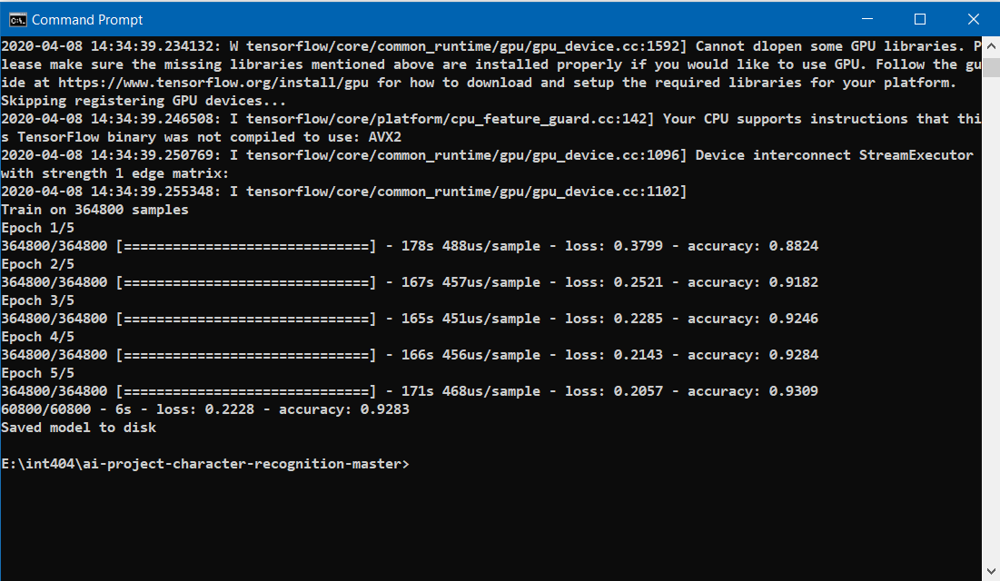 Command Prompt
2020-04-08 14:34:39.234132: W tensorflow/core/common_runtime/gpu/gpu_device.cc:1592] Cannot dlopen some GPU libraries. P
lease make sure the missing libraries mentioned above are installed properly if you would like to use GPU. Follow the gu
ide at https://www.tensorflow.org/install/gpu for how to download and setup the required libraries for your platform.
Skipping registering GPU devices...
2020-04-08 14:34:39.246508: I tensorflow/core/platform/cpu_feature_guard.cc:142] Your CPU supports instructions that thi
s TensorFlow binary was not compiled to use: AVX2
2020-04-08 14:34:39.250769: I tensorflow/core/common_runtime/gpu/gpu_device.cc:1096] Device interconnect StreamExecutor
with strength 1 edge matrix:
2020-04-08 14:34:39.255348: I tensorflow/core/common_runtime/gpu/gpu_device.cc:1102]
Train on 364800 samples
Epoch 1/5
364800/364800 [==============================] - 178s 488us/sample - loss: 0.3799 - accuracy: 0.8824
Epoch 2/5
364800/364800 [==============================] - 167s 457us/sample - loss: 0.2521 - accuracy: 0.9182
Epoch 3/5
364800/364800 [==============================] - 165s 451us/sample - loss: 0.2285 - accuracy: 0.9246
Epoch 4/5
364800/364800 [==============================] - 166s 456us/sample - loss: 0.2143 - accuracy: 0.9284
Epoch 5/5
364800/364800 [==============================] - 171s 468us/sample - loss: 0.2057 - accuracy: 0.9309
60800/60800 - 6s - loss: 0.2228 - accuracy: 0.9283
Saved model to disk
E:\int404\ai-project-character-recognition-master>